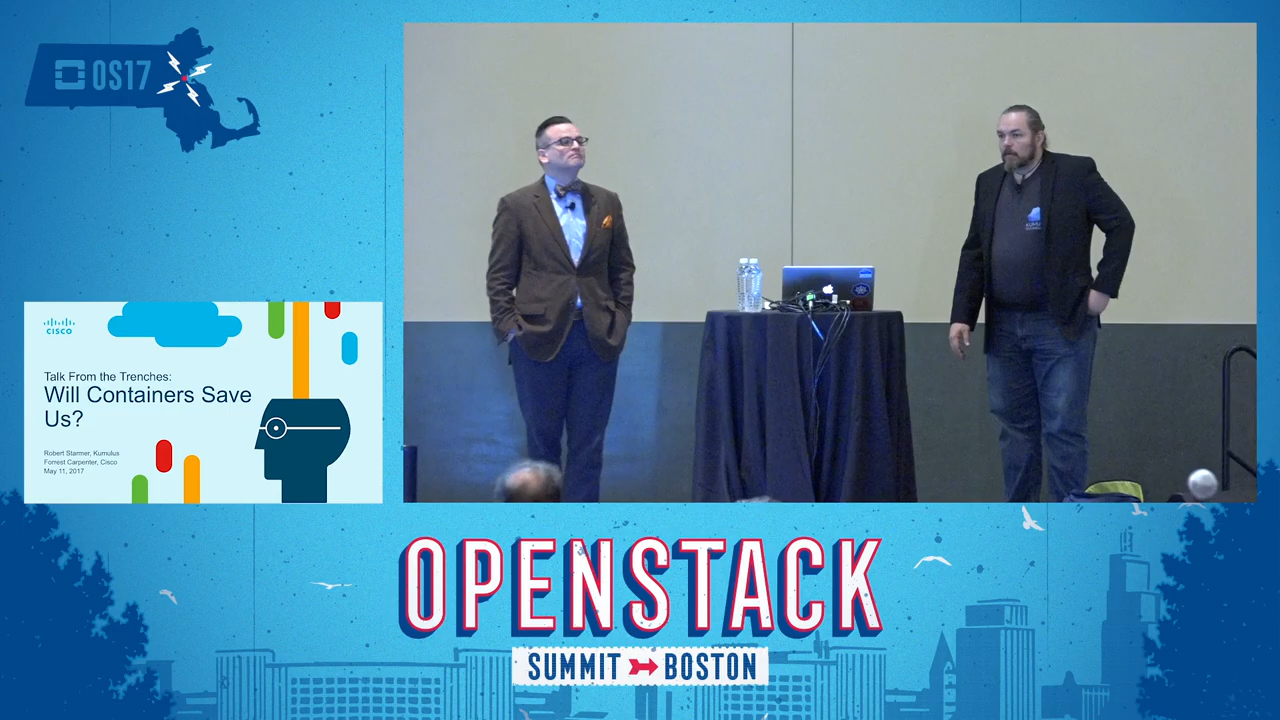 OS17
CISCO
Talk From the Trenches:
Will Containers Save
Us?
Robert Starmer, Kumulus
Forrest Carpenter, Cisco
May 11, 2017
OPENSTACK
SUMMIT BOSTON